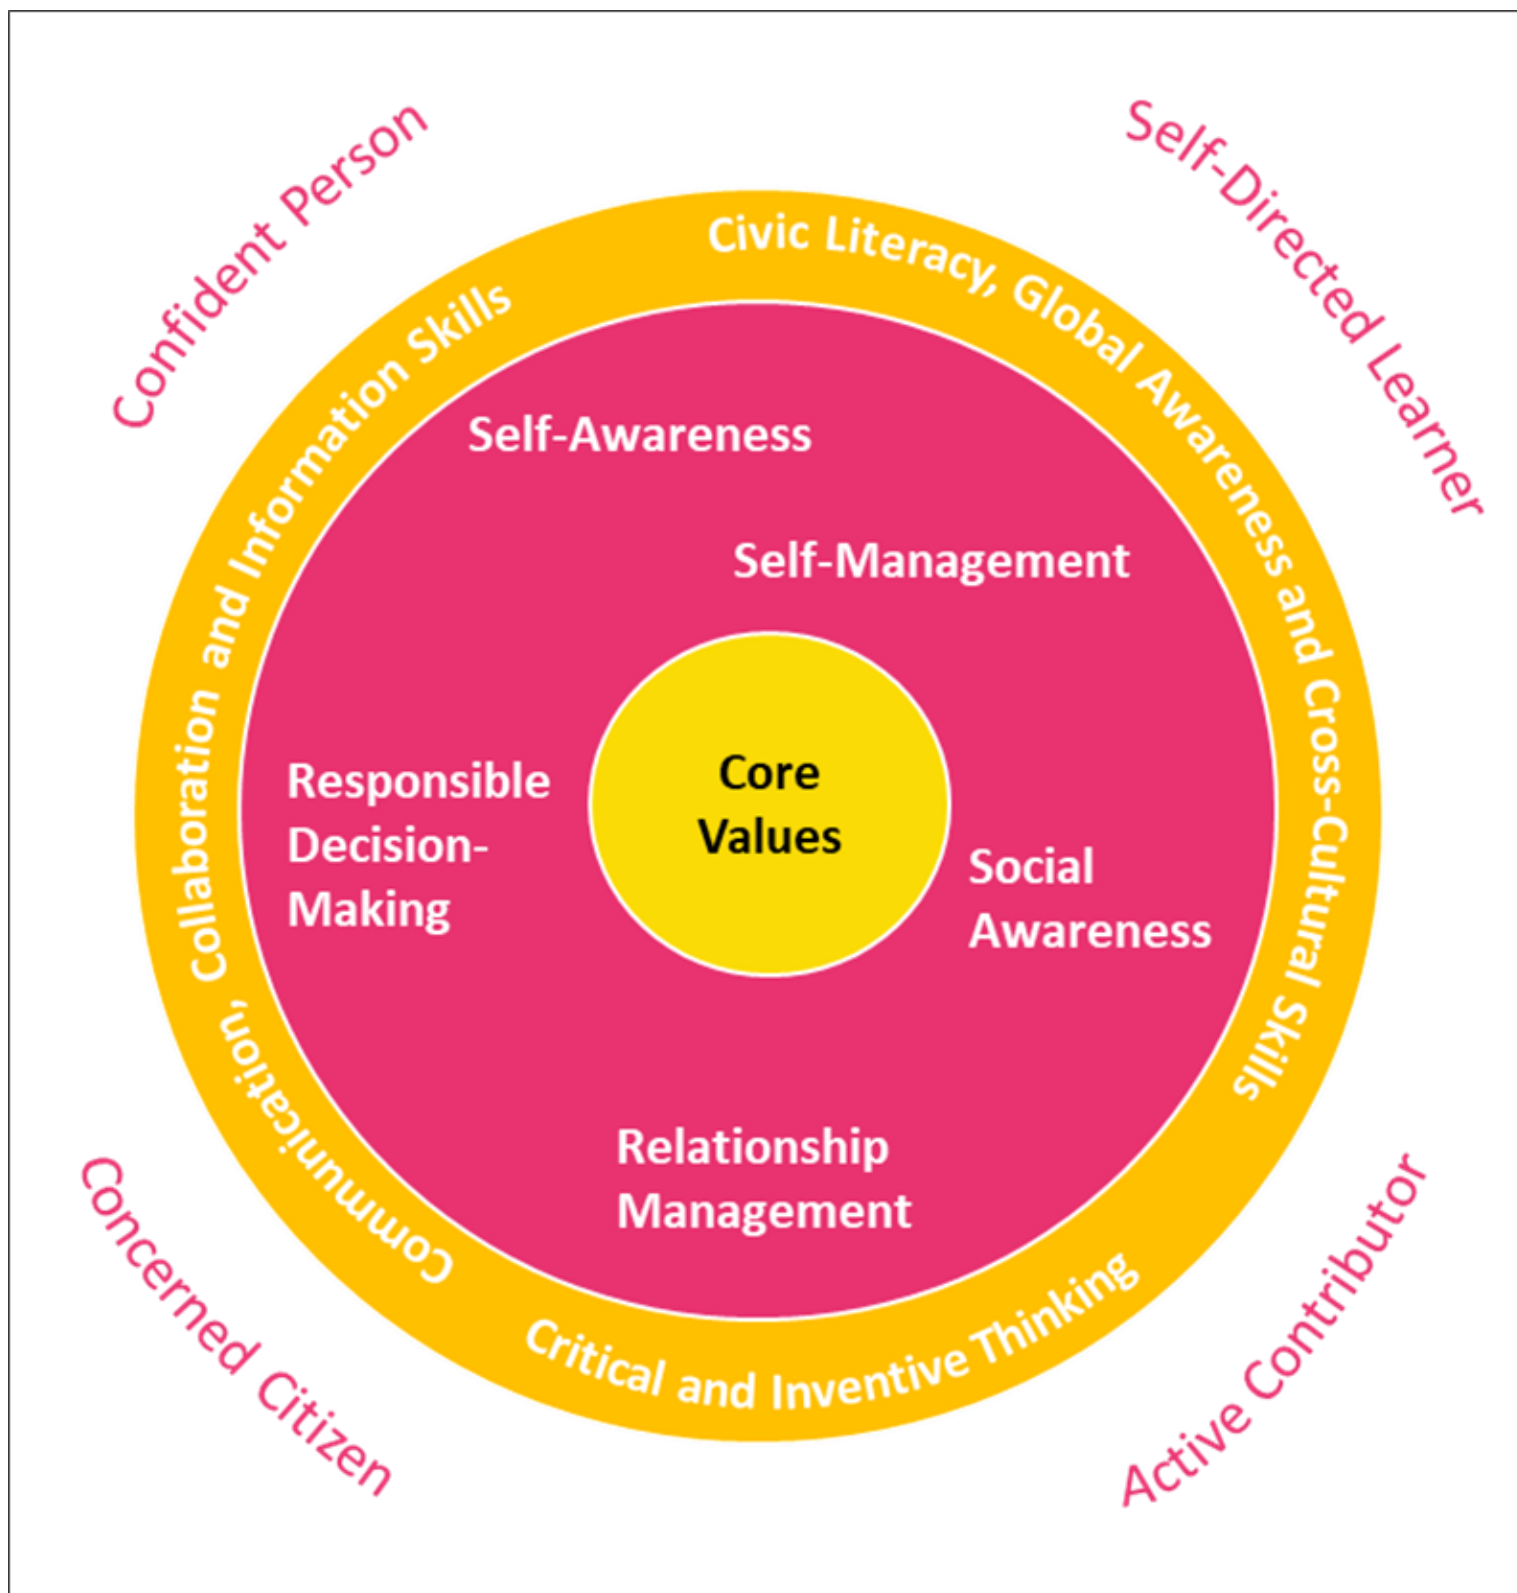 Confident Person
Self-Directed Learner
Civic Literacy, Global Awareness and Cross-Cultural Skills
Communication, Collaboration and Information Skills
Self-Awareness
Self-Management
Core
Values
Responsible
Decision-
Making
Social
Awareness
Relationship
Management
Critical and Inventive Thinking
Concerned Citizen
Active Contributor